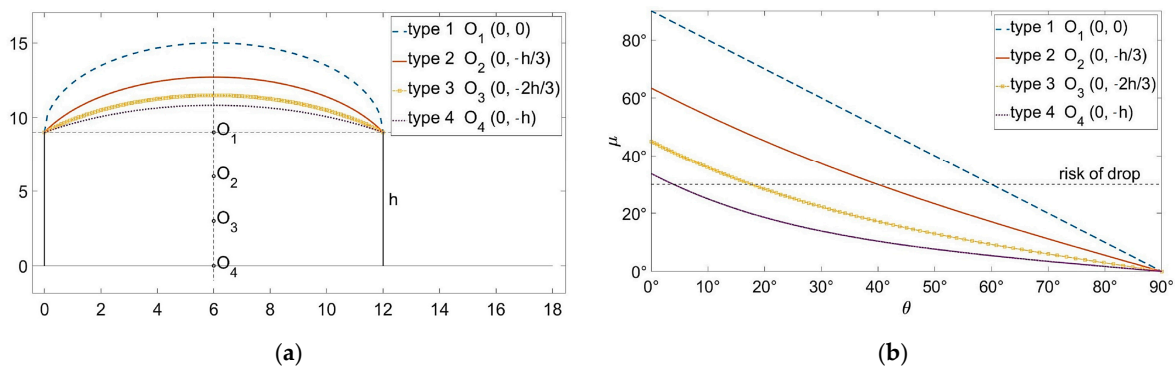 15
10
5
0
0 2 4 6 8 10 12 14 16 18
type 1 O1 (0, 0)
type 2 O2 (0, -h/3)
type 3 O3 (0, -2h/3)
type 4 O4 (0, -h)
O1
O2
O3
O4
h
(a)
80°
60°
40°
20°
0°
μ
0° 10° 20° 30° 40° 50° 60° 70° 80° 90°
θ
type 1 O1 (0, 0)
type 2 O2 (0, -h/3)
type 3 O3 (0, -2h/3)
type 4 O4 (0, -h)
risk of drop
(b)